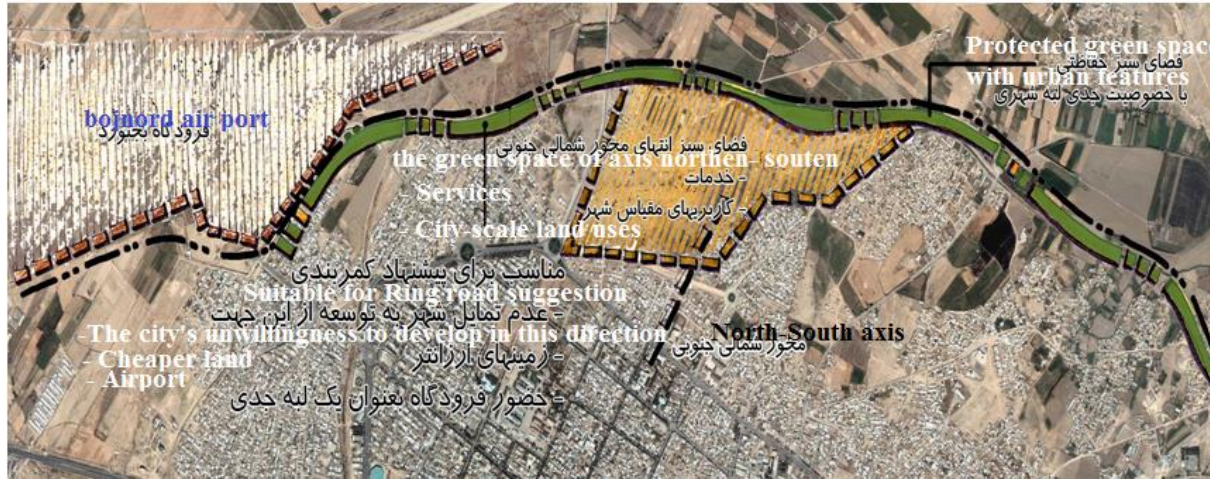 bojnord air port
فرودگاه بجنورد
Protected green space
فضای سبز حفاظتی
with urban features
با خصوصیت جدی لبه شهری
فضای سبز انتهای محور شمالی جنوبی
the green space of axis northen- souten
- خدمات
- Services
- کاربریهای مقیاس شهر
- City-scale land uses
مناسب برای پیشنهاد کمربندی
Suitable for Ring road suggestion
- عدم تمایل شهر به توسعه از این جهت
-The city's unwillingness to develop in this direction
- زمینهای ارزانتر
- Cheaper land
- Airport
- حضور فرودگاه بعنوان یک لبه جدی
North-South axis
محور شمالی جنوبی